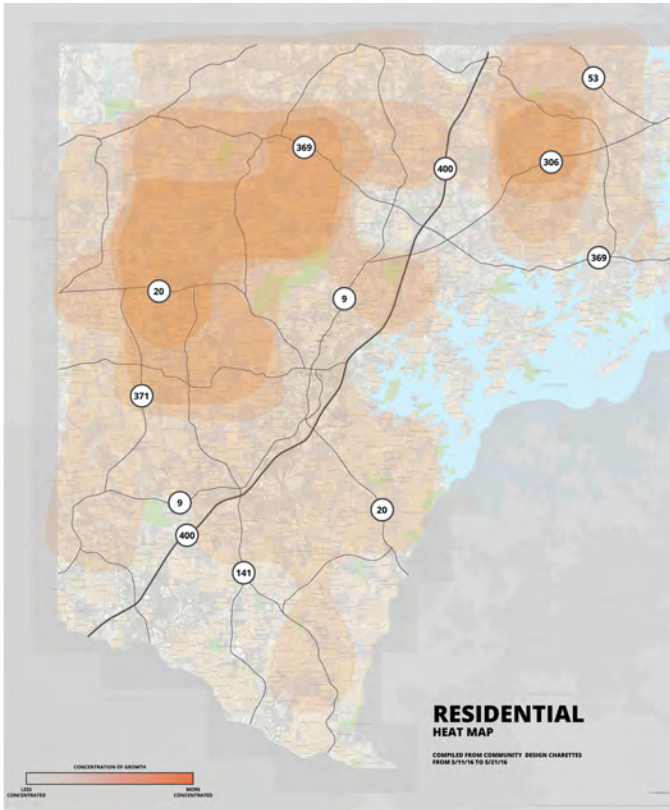 53
369
306
400
369
20
9
371
9
20
400
141
RESIDENTIAL
HEAT MAP
COMPILED FROM COMMUNITY DESIGN CHARETTES
FROM 5/11/16 TO 5/21/16
CONCENTRATION OF GROWTH
LESS
CONCENTRATED
MORE
CONCENTRATED